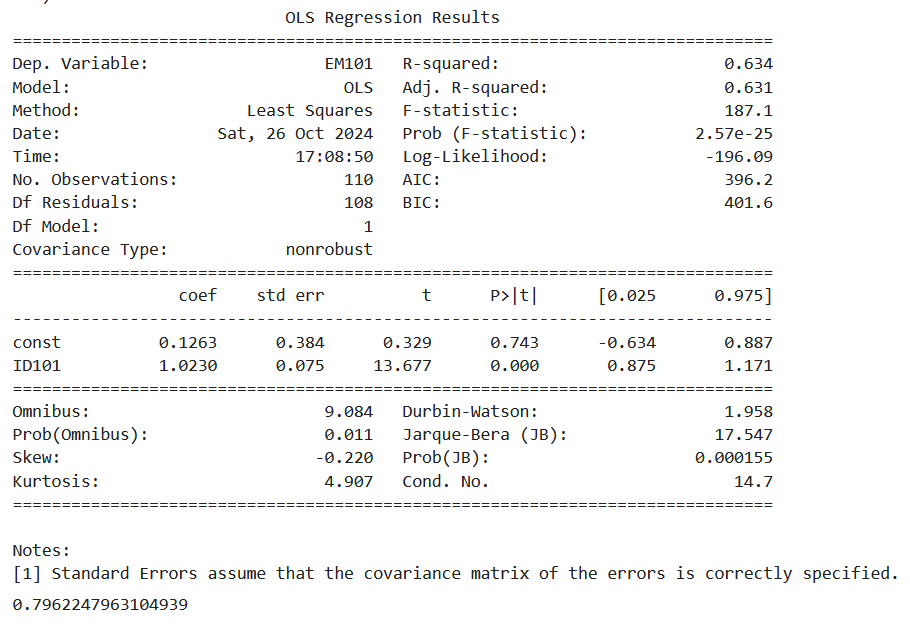 OLS Regression Results
==============================================================================
Dep. Variable: EM101 R-squared: 0.634
Model: OLS Adj. R-squared: 0.631
Method: Least Squares F-statistic: 187.1
Date: Sat, 26 Oct 2024 Prob (F-statistic): 2.57e-25
Time: 17:08:50 Log-Likelihood: -196.09
No. Observations: 110 AIC: 396.2
Df Residuals: 108 BIC: 401.6
Df Model: 1
Covariance Type: nonrobust
==============================================================================
coef std err t P>|t| [0.025 0.975]
------------------------------------------------------------------------------
const 0.1263 0.384 0.329 0.743 -0.634 0.887
ID101 1.0230 0.075 13.677 0.000 0.875 1.171
==============================================================================
Omnibus: 9.084 Durbin-Watson: 1.958
Prob(Omnibus): 0.011 Jarque-Bera (JB): 17.547
Skew: -0.220 Prob(JB): 0.000155
Kurtosis: 4.907 Cond. No. 14.7
==============================================================================
Notes:
[1] Standard Errors assume that the covariance matrix of the errors is correctly specified.
0.7962247963104939